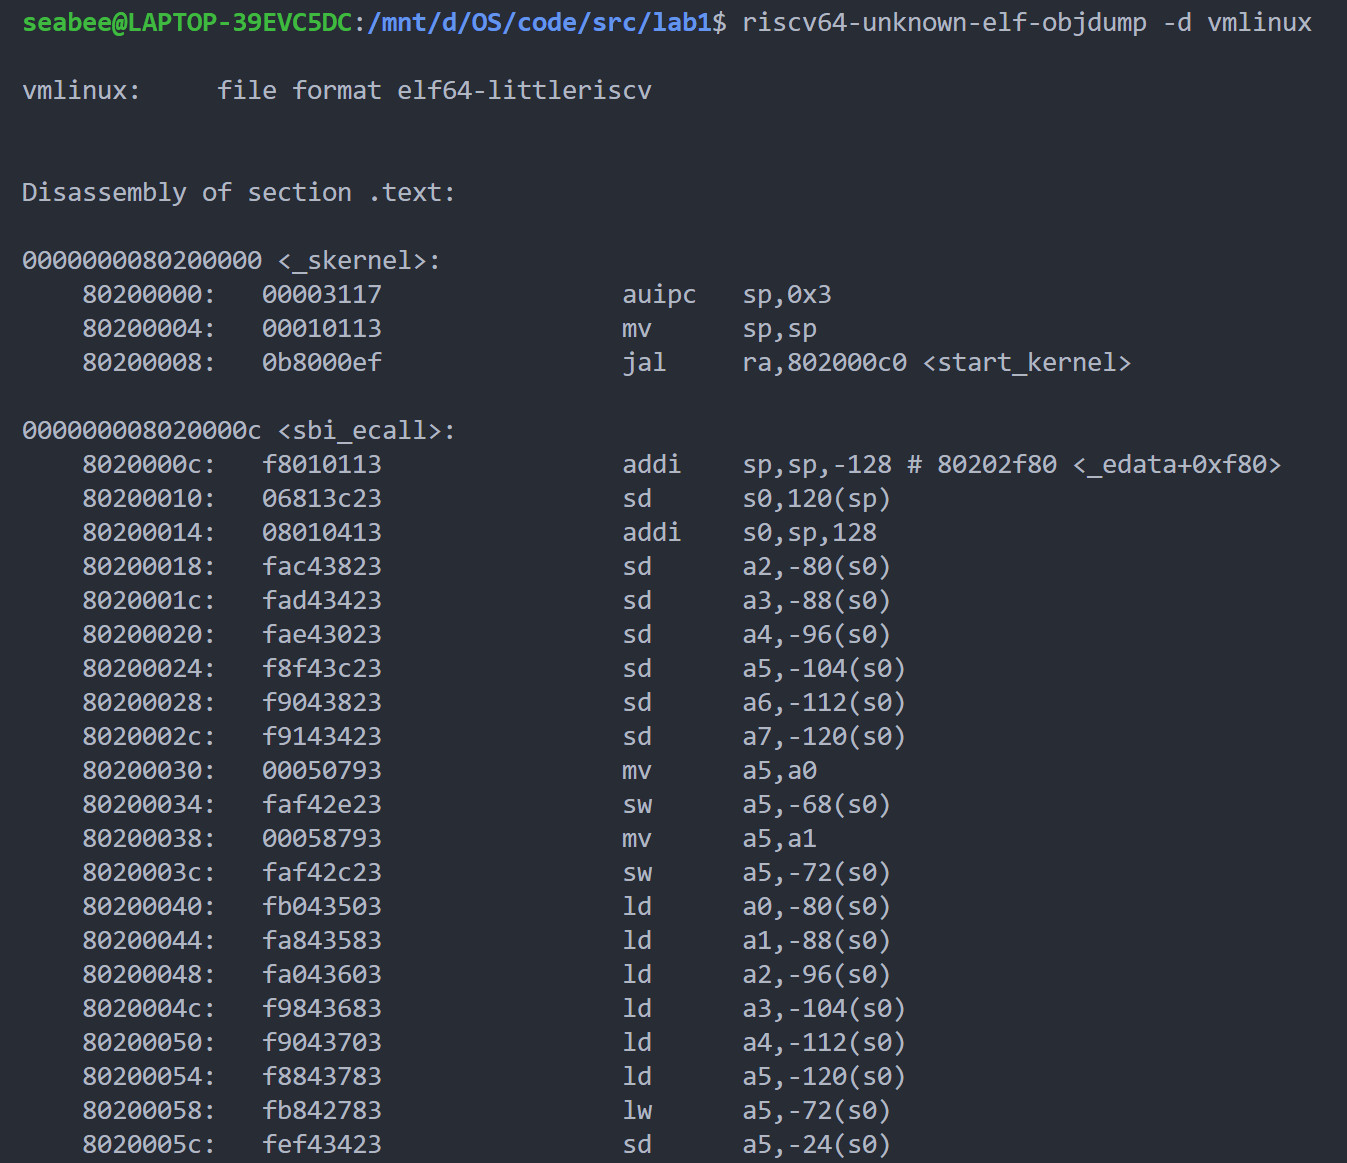 seabee@LAPTOP-39EVC5DC:/mnt/d/OS/code/src/lab1$ riscv64-unknown-elf-objdump -d vmlinux
vmlinux:     file format elf64-littleriscv
Disassembly of section .text:
0000000080200000 <_skernel>:
    80200000:	00003117          	auipc	sp,0x3
    80200004:	00010113          	mv	sp,sp
    80200008:	0b8000ef          	jal	ra,802000c0 <start_kernel>
000000008020000c <sbi_ecall>:
    8020000c:	f8010113          	addi	sp,sp,-128 # 80202f80 <_edata+0xf80>
    80200010:	06813c23          	sd	s0,120(sp)
    80200014:	08010413          	addi	s0,sp,128
    80200018:	fac43823          	sd	a2,-80(s0)
    8020001c:	fad43423          	sd	a3,-88(s0)
    80200020:	fae43023          	sd	a4,-96(s0)
    80200024:	f8f43c23          	sd	a5,-104(s0)
    80200028:	f9043823          	sd	a6,-112(s0)
    8020002c:	f9143423          	sd	a7,-120(s0)
    80200030:	00050793          	mv	a5,a0
    80200034:	faf42e23          	sw	a5,-68(s0)
    80200038:	00058793          	mv	a5,a1
    8020003c:	faf42c23          	sw	a5,-72(s0)
    80200040:	fb043503          	ld	a0,-80(s0)
    80200044:	fa843583          	ld	a1,-88(s0)
    80200048:	fa043603          	ld	a2,-96(s0)
    8020004c:	f9843683          	ld	a3,-104(s0)
    80200050:	f9043703          	ld	a4,-112(s0)
    80200054:	f8843783          	ld	a5,-120(s0)
    80200058:	fb842783          	lw	a5,-72(s0)
    8020005c:	fef43423          	sd	a5,-24(s0)